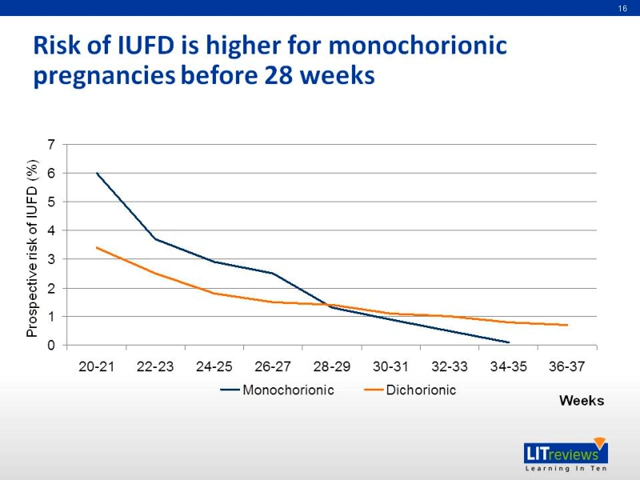 16
Risk of IUFD is higher for monochorionic
pregnancies before 28 weeks
Prospective risk of IUFD (%)
7
6
5
4
3
2
1
0
20-21 22-23 24-25 26-27 28-29 30-31 32-33 34-35 36-37
Monochorionic Dichorionic
Weeks
LITreviews
Learning In Ten